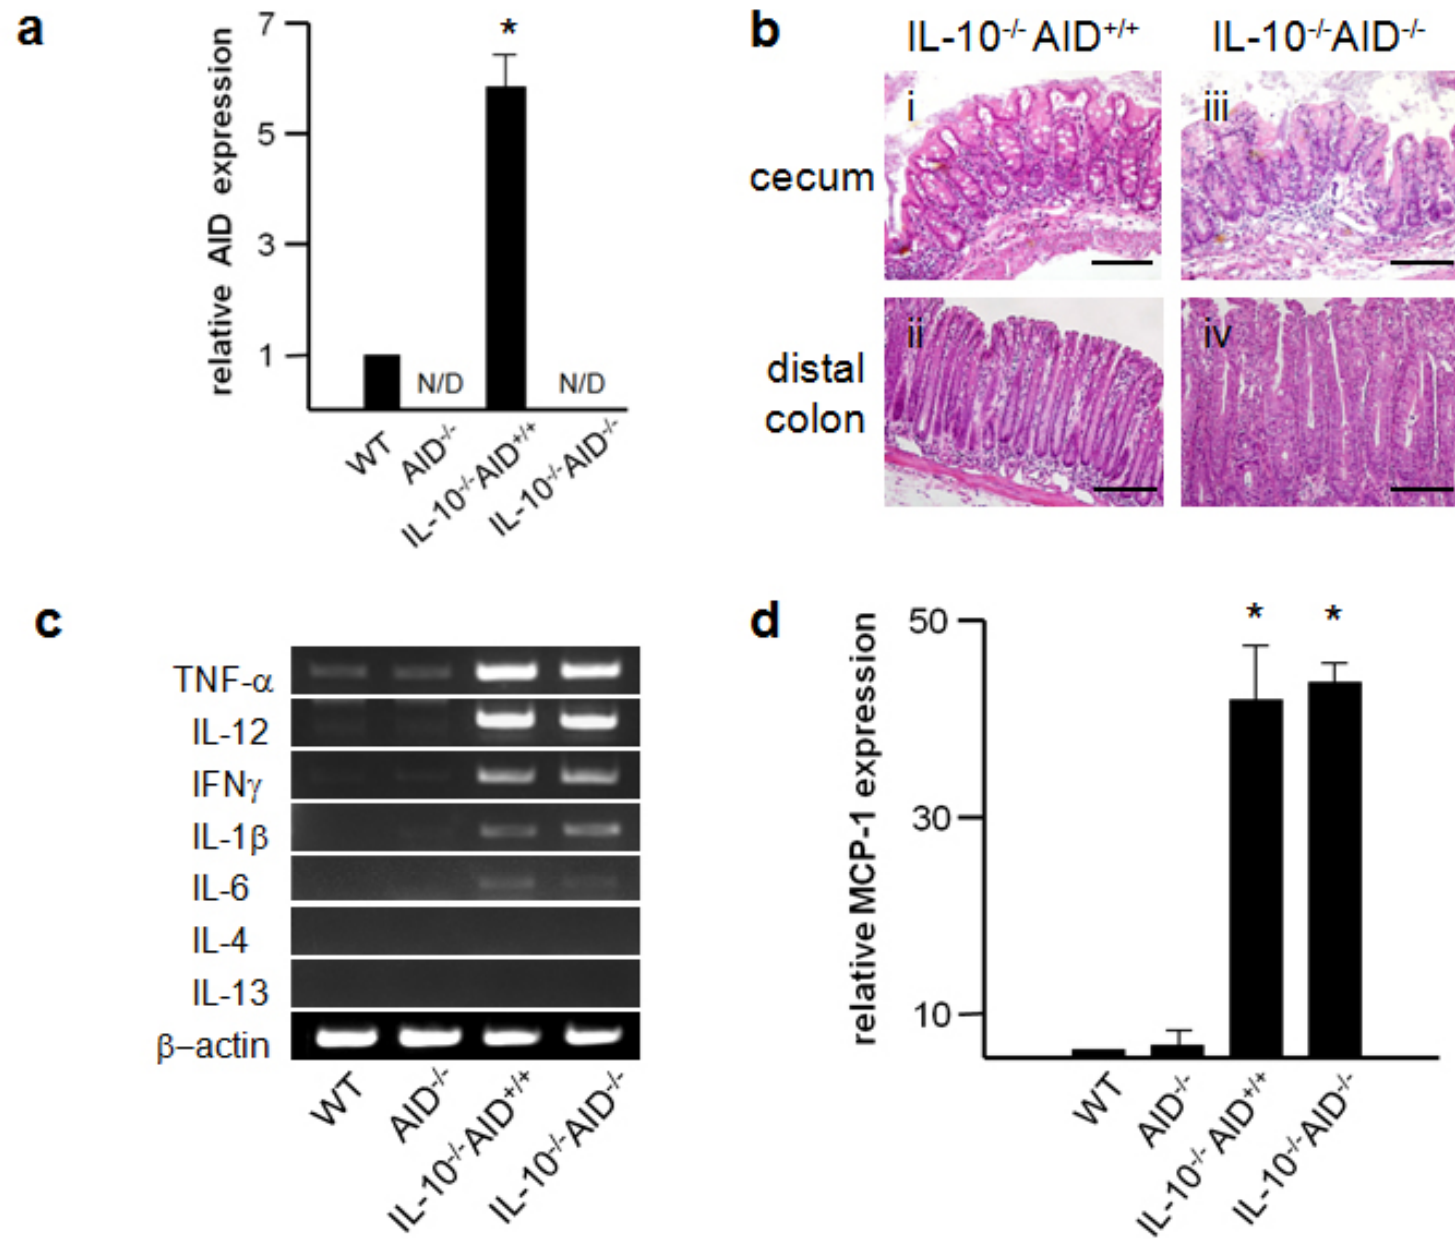 a
relative AID expression
7
5
3
1
*
N/D
N/D
WT
AID-/-
IL-10-/-AID+/+
IL-10-/-AID-/-
b
IL-10-/- AID+/+
IL-10-/-AID-/-
cecum
i
iii
distal
colon
ii
iv
c
TNF-α
IL-12
IFNγ
IL-1β
IL-6
IL-4
IL-13
β–actin
WT
AID-/-
IL-10-/-AID+/+
IL-10-/-AID-/-
d
relative MCP-1 expression
50
30
10
*
*
WT
AID-/-
IL-10-/- AID+/+
IL-10-/-AID-/-